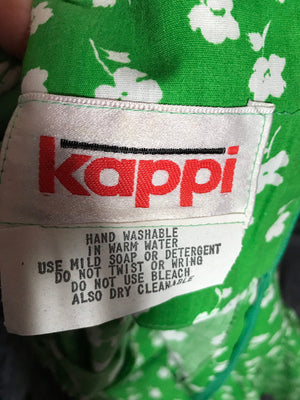 kappi
HAND WASHABLE
IN WARM WATER
USE MILD SOAP OR DETERGENT
DO NOT TWIST OR WRING
DO NOT USE BLEACH
ALSO DRY CLEANABLE